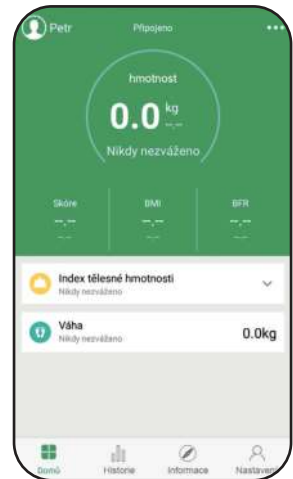 Petr Připojeno
hmotnost
0.0 kg
--.--
Nikdy nezváženo
Skóre BMI BFR
--.-- --.-- --.--
--.-- --.-- --.--
Index tělesné hmotnosti
Nikdy nezváženo
Váha
Nikdy nezváženo
0.0kg
Domů Historie Informace Nastavení